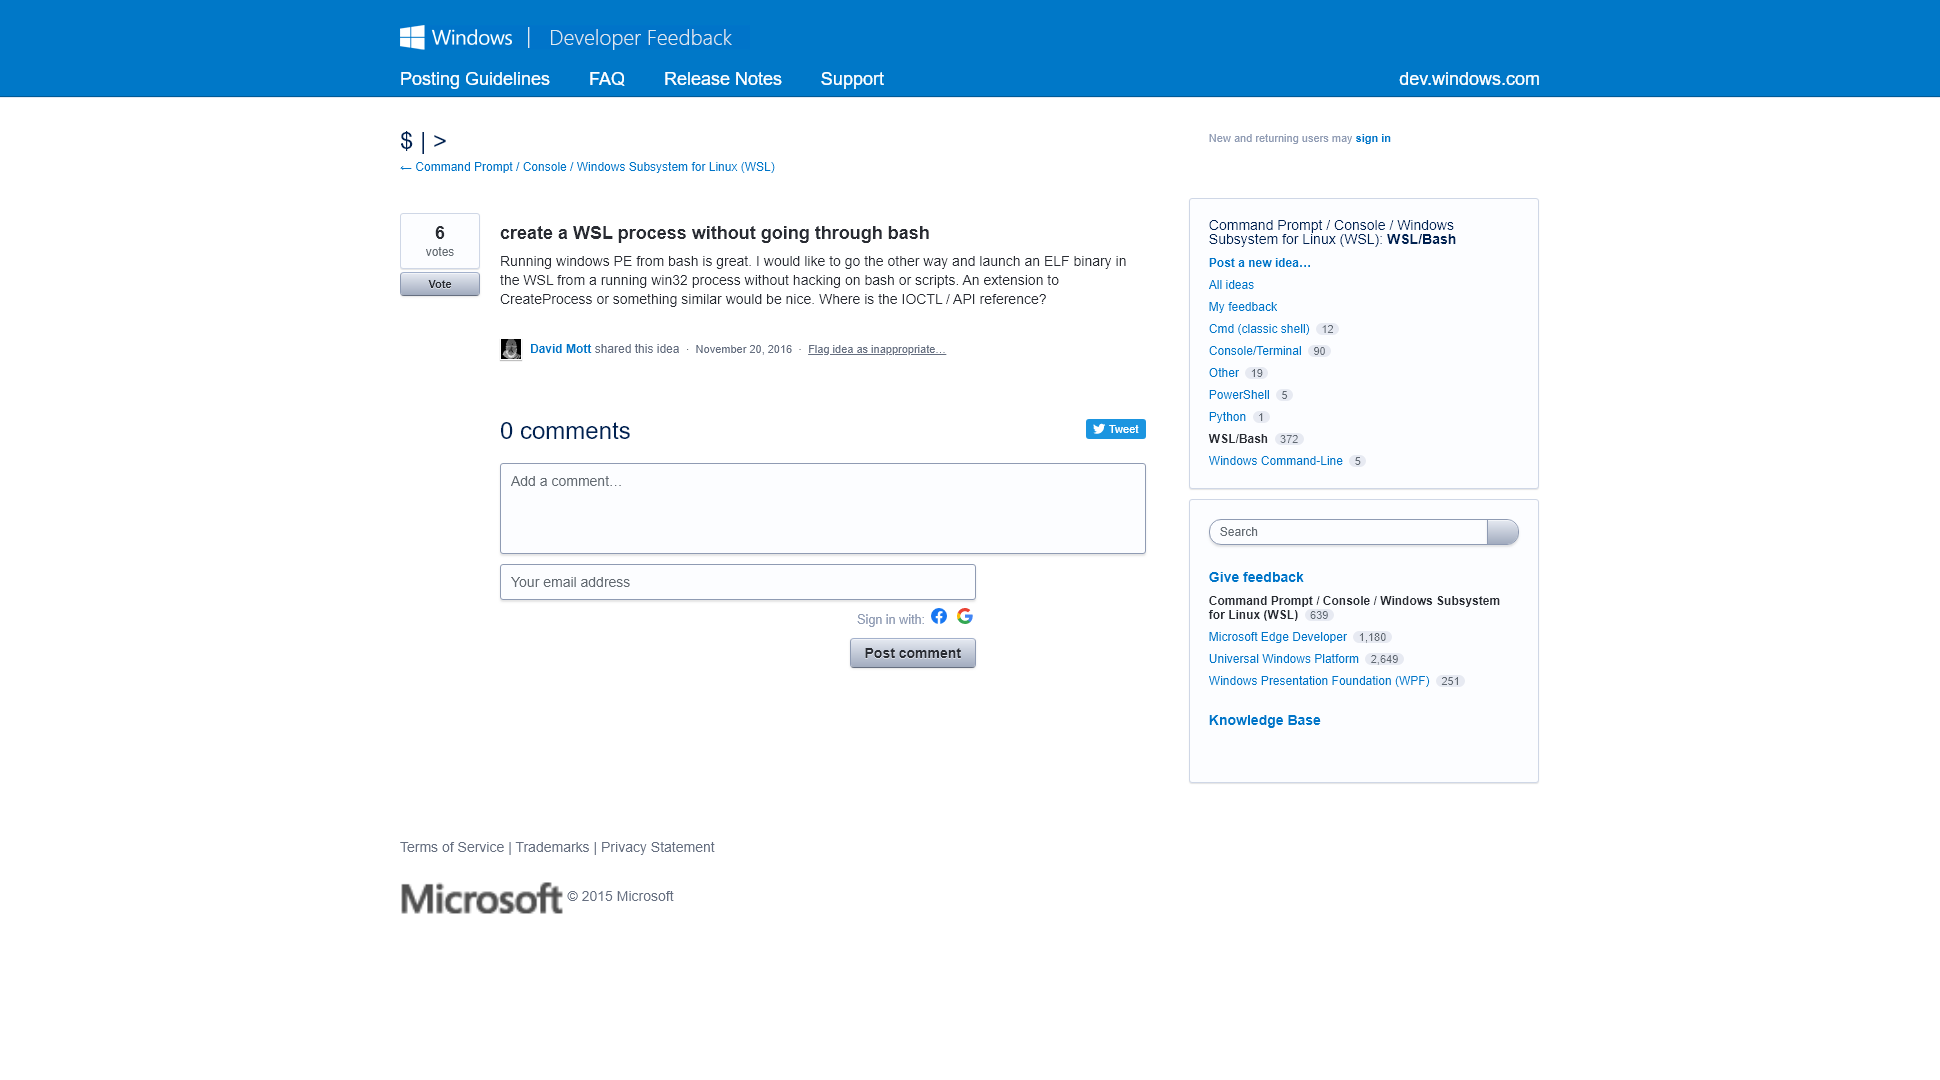 Windows | Developer Feedback
Posting Guidelines FAQ Release Notes Support dev.windows.com
$ | >
← Command Prompt / Console / Windows Subsystem for Linux (WSL)
New and returning users may sign in
6
votes
Vote
create a WSL process without going through bash
Running windows PE from bash is great. I would like to go the other way and launch an ELF binary in
the WSL from a running win32 process without hacking on bash or scripts. An extension to
CreateProcess or something similar would be nice. Where is the IOCTL / API reference?
David Mott shared this idea · November 20, 2016 · Flag idea as inappropriate…
0 comments
Tweet
Add a comment…
Your email address
Sign in with:
Post comment
Command Prompt / Console / Windows
Subsystem for Linux (WSL): WSL/Bash
Post a new idea…
All ideas
My feedback
Cmd (classic shell) 12
Console/Terminal 90
Other 19
PowerShell 5
Python 1
WSL/Bash 372
Windows Command-Line 5
Search
Give feedback
Command Prompt / Console / Windows Subsystem
for Linux (WSL) 639
Microsoft Edge Developer 1,180
Universal Windows Platform 2,649
Windows Presentation Foundation (WPF) 251
Knowledge Base
Terms of Service | Trademarks | Privacy Statement
Microsoft © 2015 Microsoft